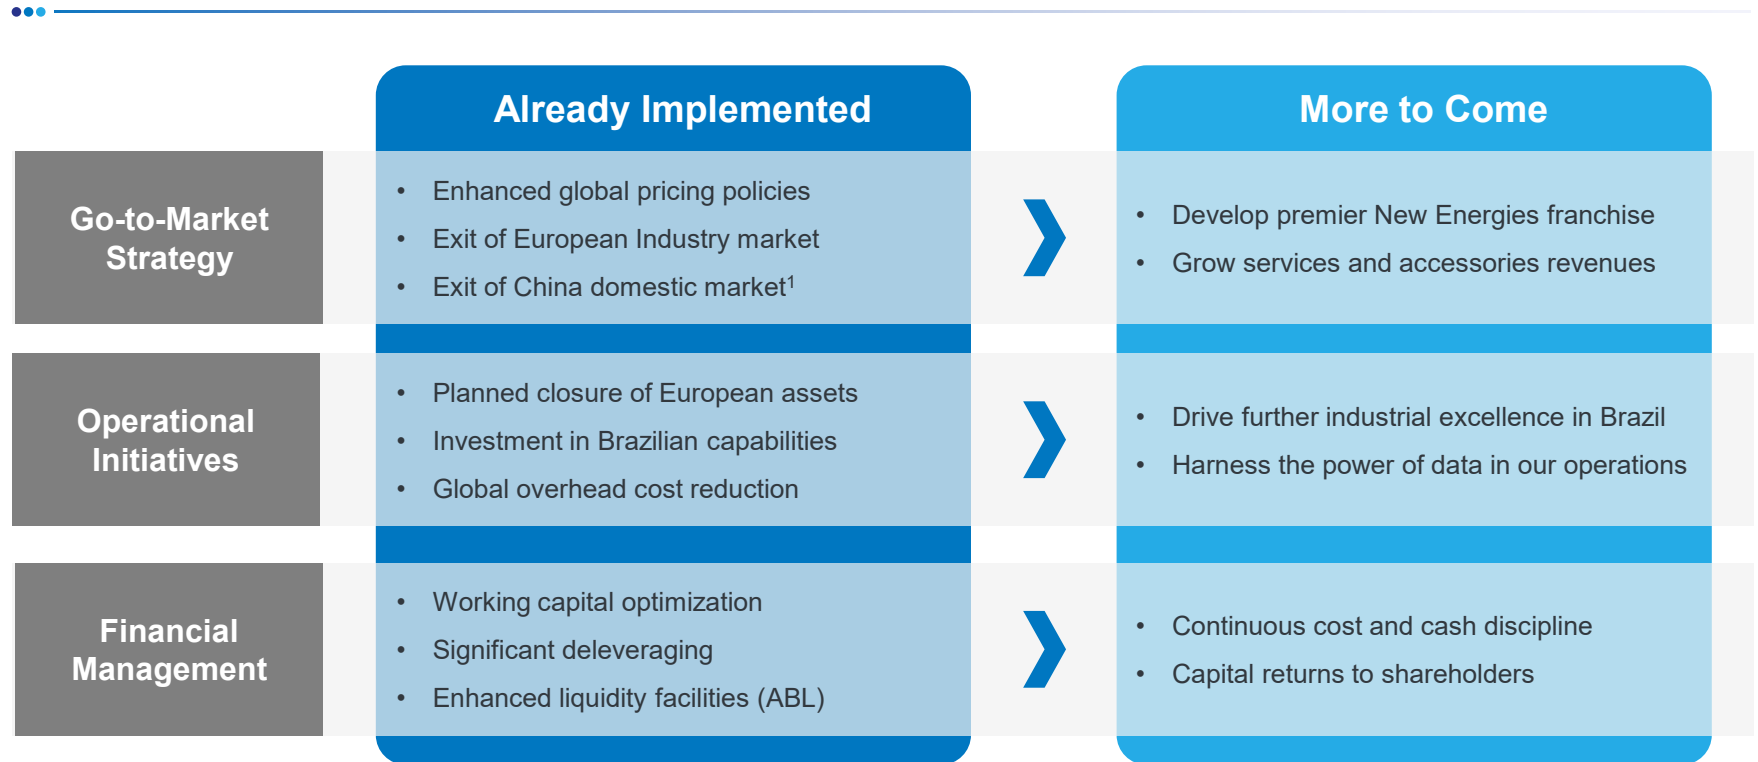 Already Implemented
More to Come
Go-to-Market
Strategy
• Enhanced global pricing policies
• Exit of European Industry market
• Exit of China domestic market¹
• Develop premier New Energies franchise
• Grow services and accessories revenues
Operational
Initiatives
• Planned closure of European assets
• Investment in Brazilian capabilities
• Global overhead cost reduction
• Drive further industrial excellence in Brazil
• Harness the power of data in our operations
Financial
Management
• Working capital optimization
• Significant deleveraging
• Enhanced liquidity facilities (ABL)
• Continuous cost and cash discipline
• Capital returns to shareholders